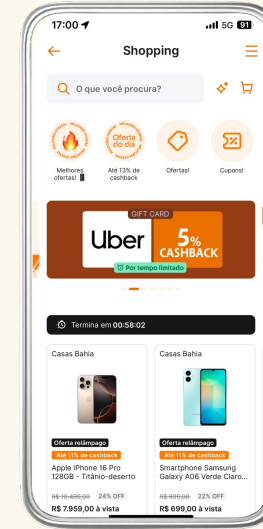 17:00
5G 91
Shopping
O que você procura?
Oferta
do dia
Melhores
ofertas!
Até 13% de
cashback
Ofertas!
Cupons!
GIFT CARD
Uber
5%
CASHBACK
Por tempo limitado
Termina em 00:58:02
Casas Bahia
Oferta relâmpago
Até 11% de cashback
Apple iPhone 16 Pro
128GB - Titânio-deserto
R$ 10.499,00 24% OFF
R$ 7.959,00 à vista
Casas Bahia
Oferta relâmpago
Até 11% de cashback
Smartphone Samsung
Galaxy A06 Verde Claro...
R$ 899,00 22% OFF
R$ 699,00 à vista